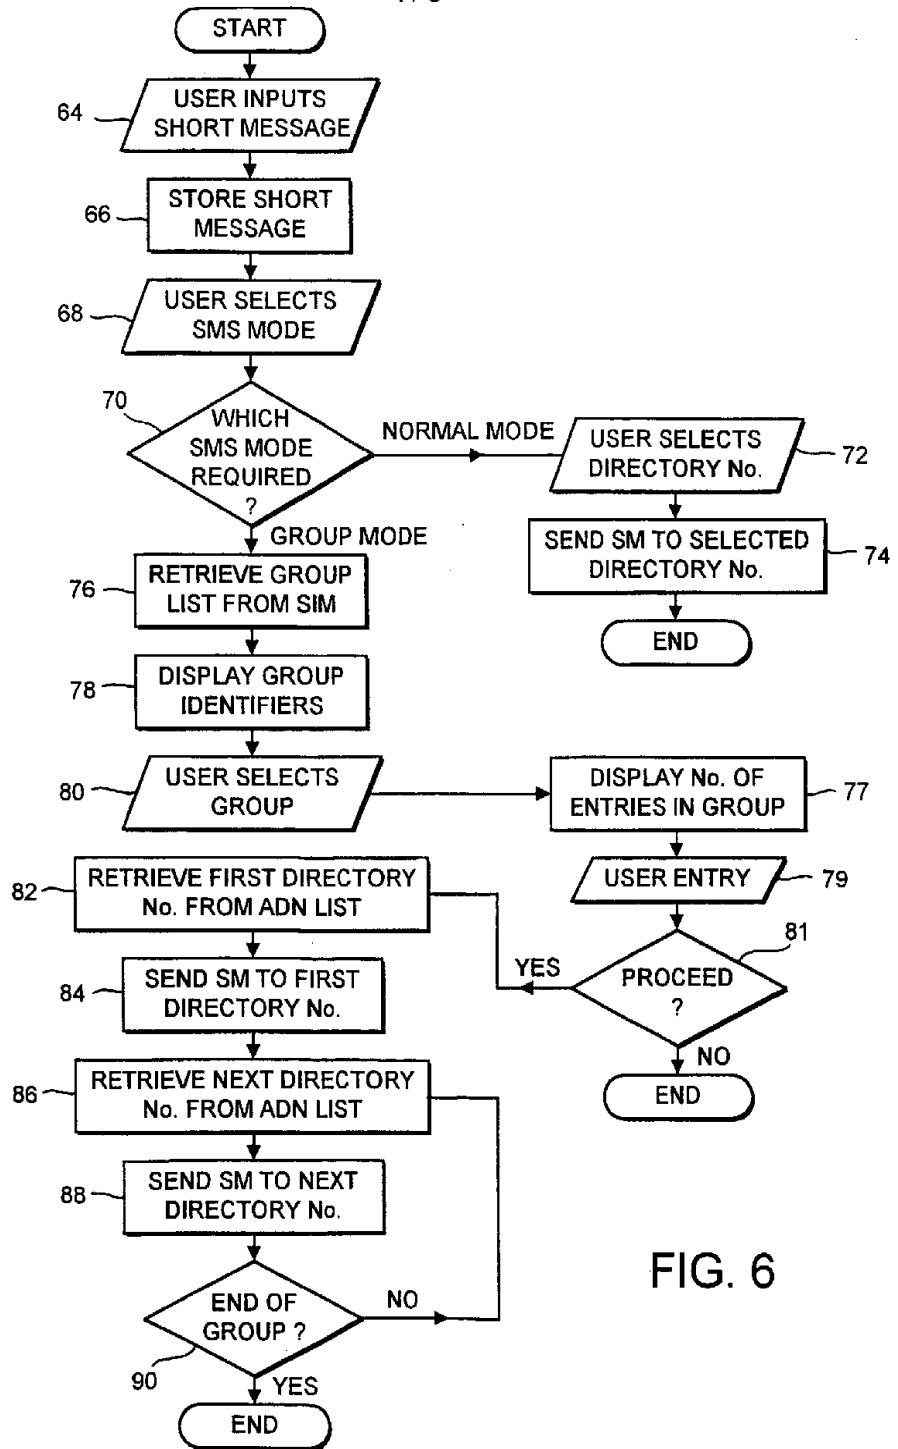 START
64
USER INPUTS
SHORT MESSAGE
66
STORE SHORT
MESSAGE
68
USER SELECTS
SMS MODE
70
WHICH
SMS MODE
REQUIRED
?
NORMAL MODE
USER SELECTS
DIRECTORY No.
72
SEND SM TO SELECTED
DIRECTORY No.
74
END
GROUP MODE
76
RETRIEVE GROUP
LIST FROM SIM
78
DISPLAY GROUP
IDENTIFIERS
80
USER SELECTS
GROUP
DISPLAY No. OF
ENTRIES IN GROUP
77
USER ENTRY
79
81
PROCEED
?
YES
NO
END
82
RETRIEVE FIRST DIRECTORY
No. FROM ADN LIST
84
SEND SM TO FIRST
DIRECTORY No.
86
RETRIEVE NEXT DIRECTORY
No. FROM ADN LIST
88
SEND SM TO NEXT
DIRECTORY No.
END OF
GROUP ?
90
NO
YES
END
FIG. 6